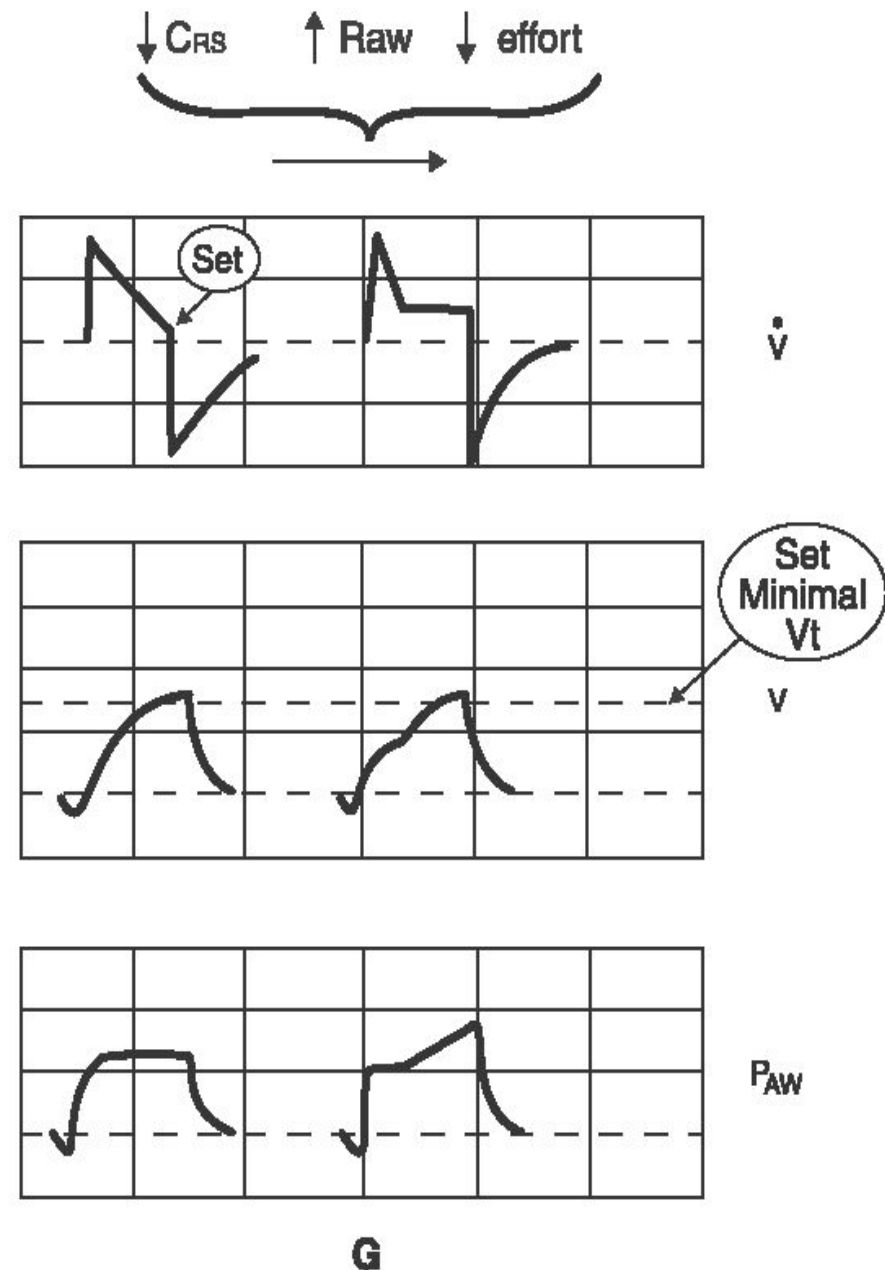 ↓ CRS ↑ Raw ↓ effort
Set
V̇
Set
Minimal
Vt
V
PAW
G